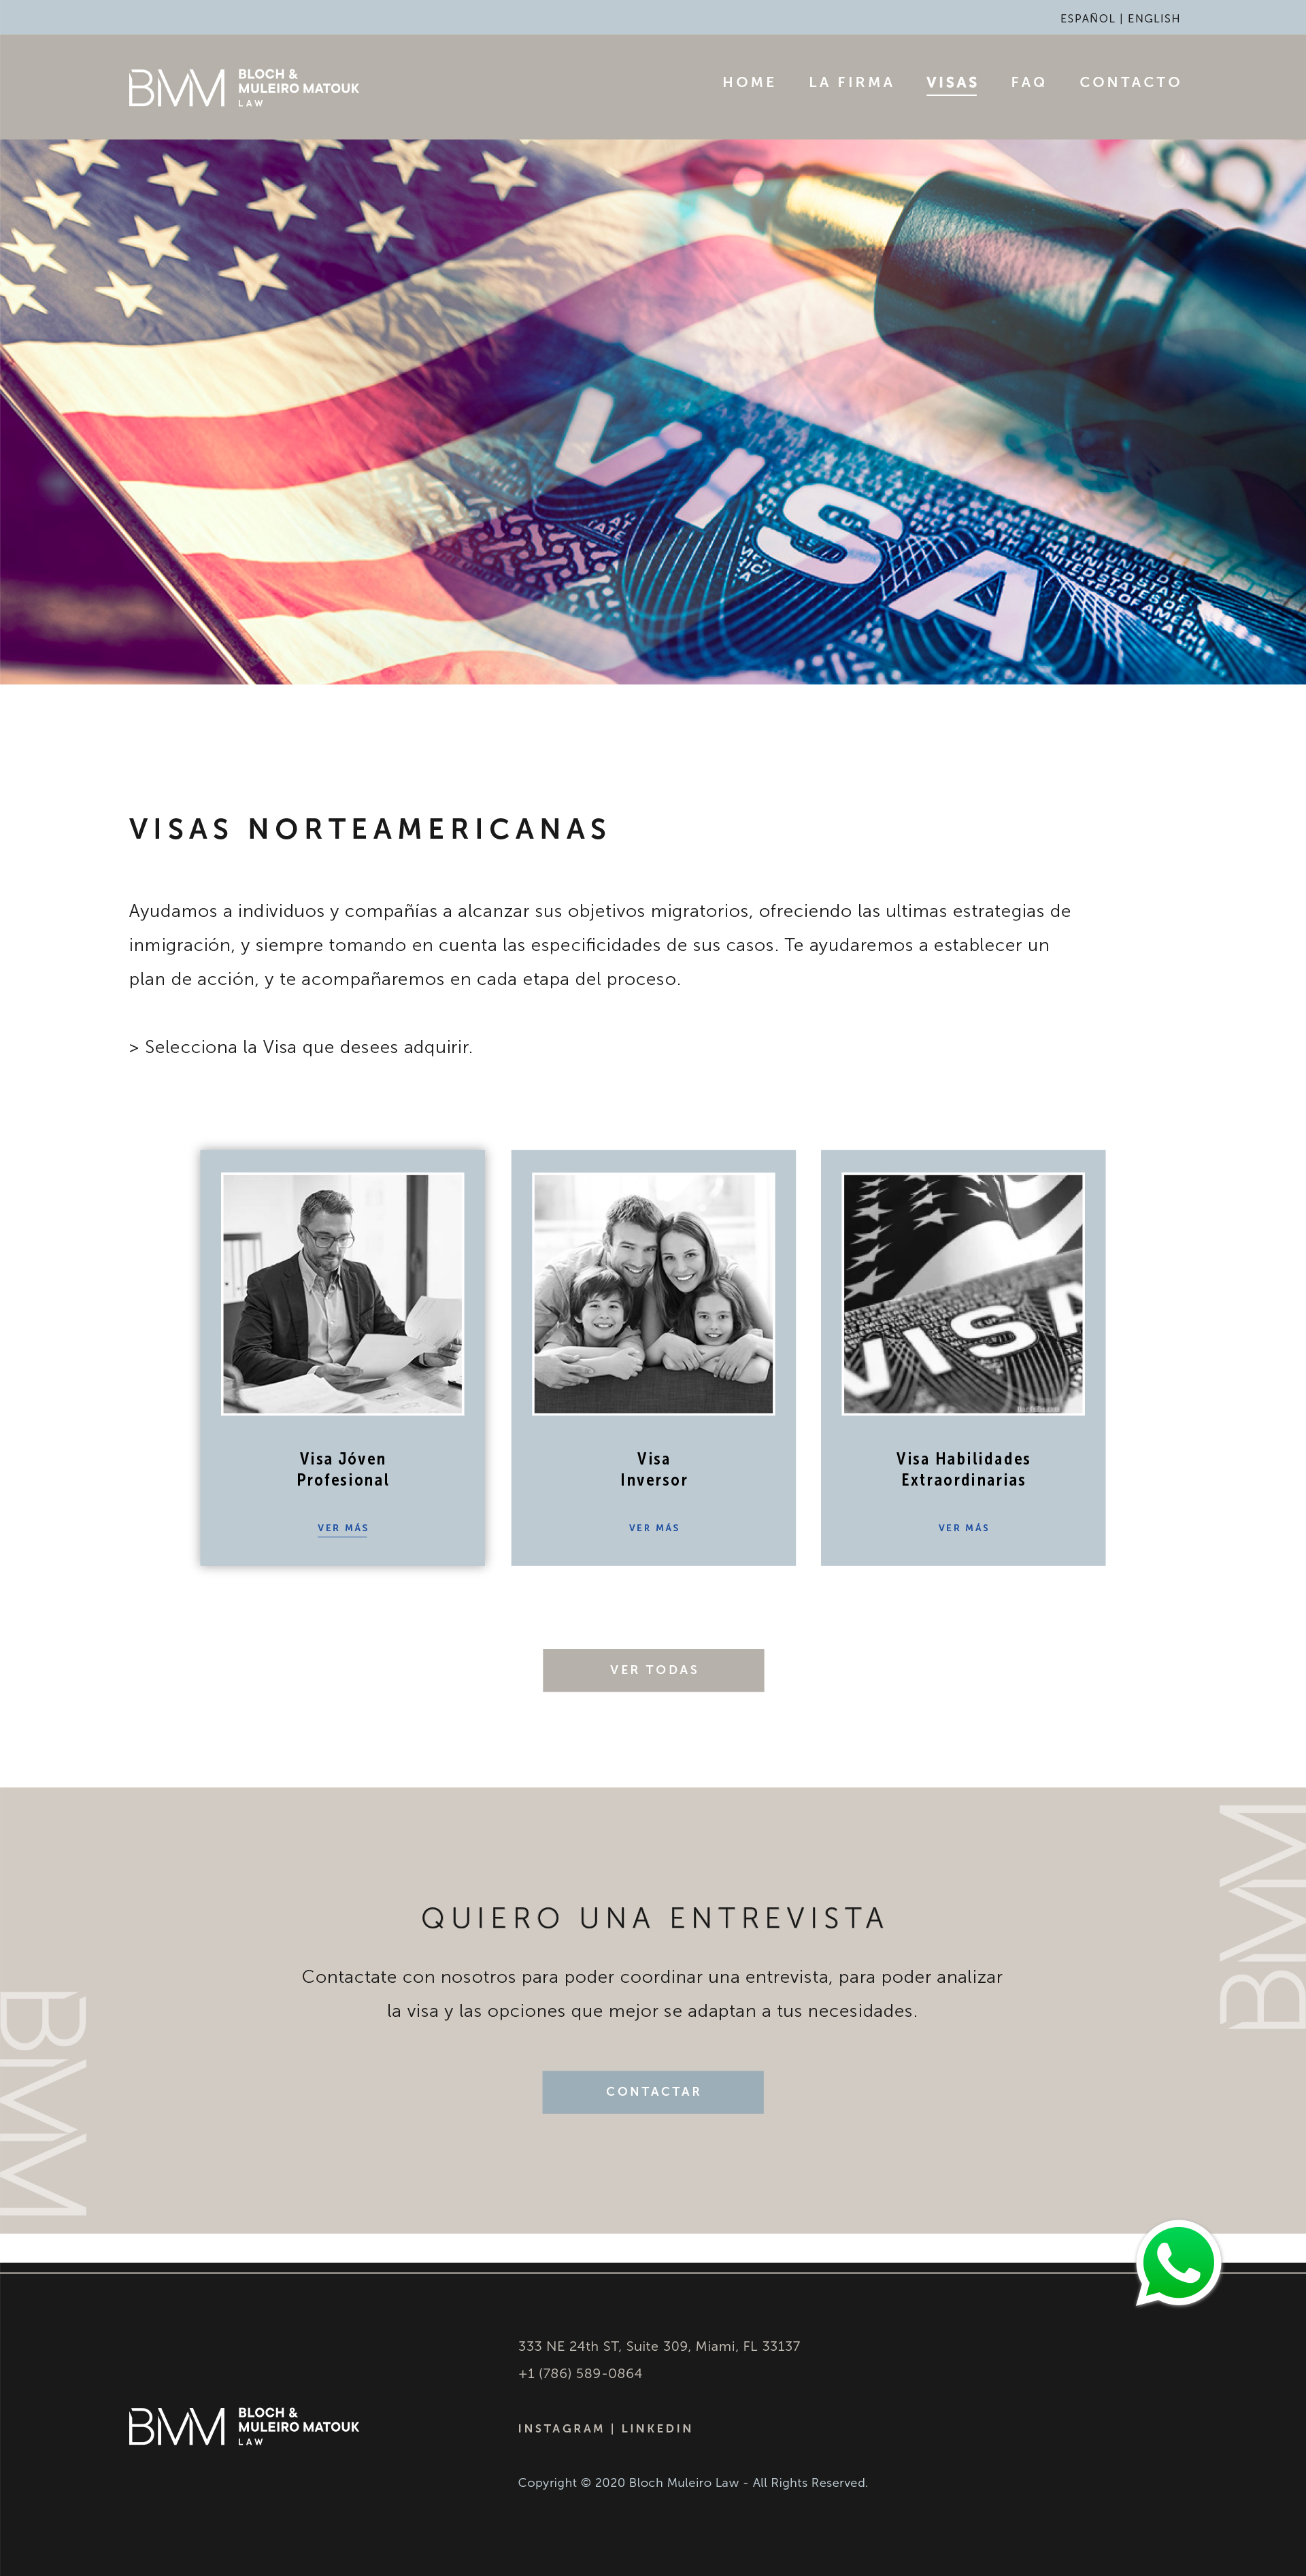 ESPAÑOL | ENGLISH
BMM
BLOCH &
MULEIRO MATOUK
LAW
HOME LA FIRMA VISAS FAQ CONTACTO
VISA
VISAS NORTEAMERICANAS
Ayudamos a individuos y compañías a alcanzar sus objetivos migratorios, ofreciendo las ultimas estrategias de
inmigración, y siempre tomando en cuenta las especificidades de sus casos. Te ayudaremos a establecer un
plan de acción, y te acompañaremos en cada etapa del proceso.
> Selecciona la Visa que desees adquirir.
VISA
Visa Jóven
Profesional
VER MÁS
Visa
Inversor
VER MÁS
Visa Habilidades
Extraordinarias
VER MÁS
VER TODAS
BMM
QUIERO UNA ENTREVISTA
Contactate con nosotros para poder coordinar una entrevista, para poder analizar
la visa y las opciones que mejor se adaptan a tus necesidades.
CONTACTAR
BMM
333 NE 24th ST, Suite 309, Miami, FL 33137
+1 (786) 589-0864
BMM
BLOCH &
MULEIRO MATOUK
LAW
INSTAGRAM | LINKEDIN
Copyright © 2020 Bloch Muleiro Law - All Rights Reserved.